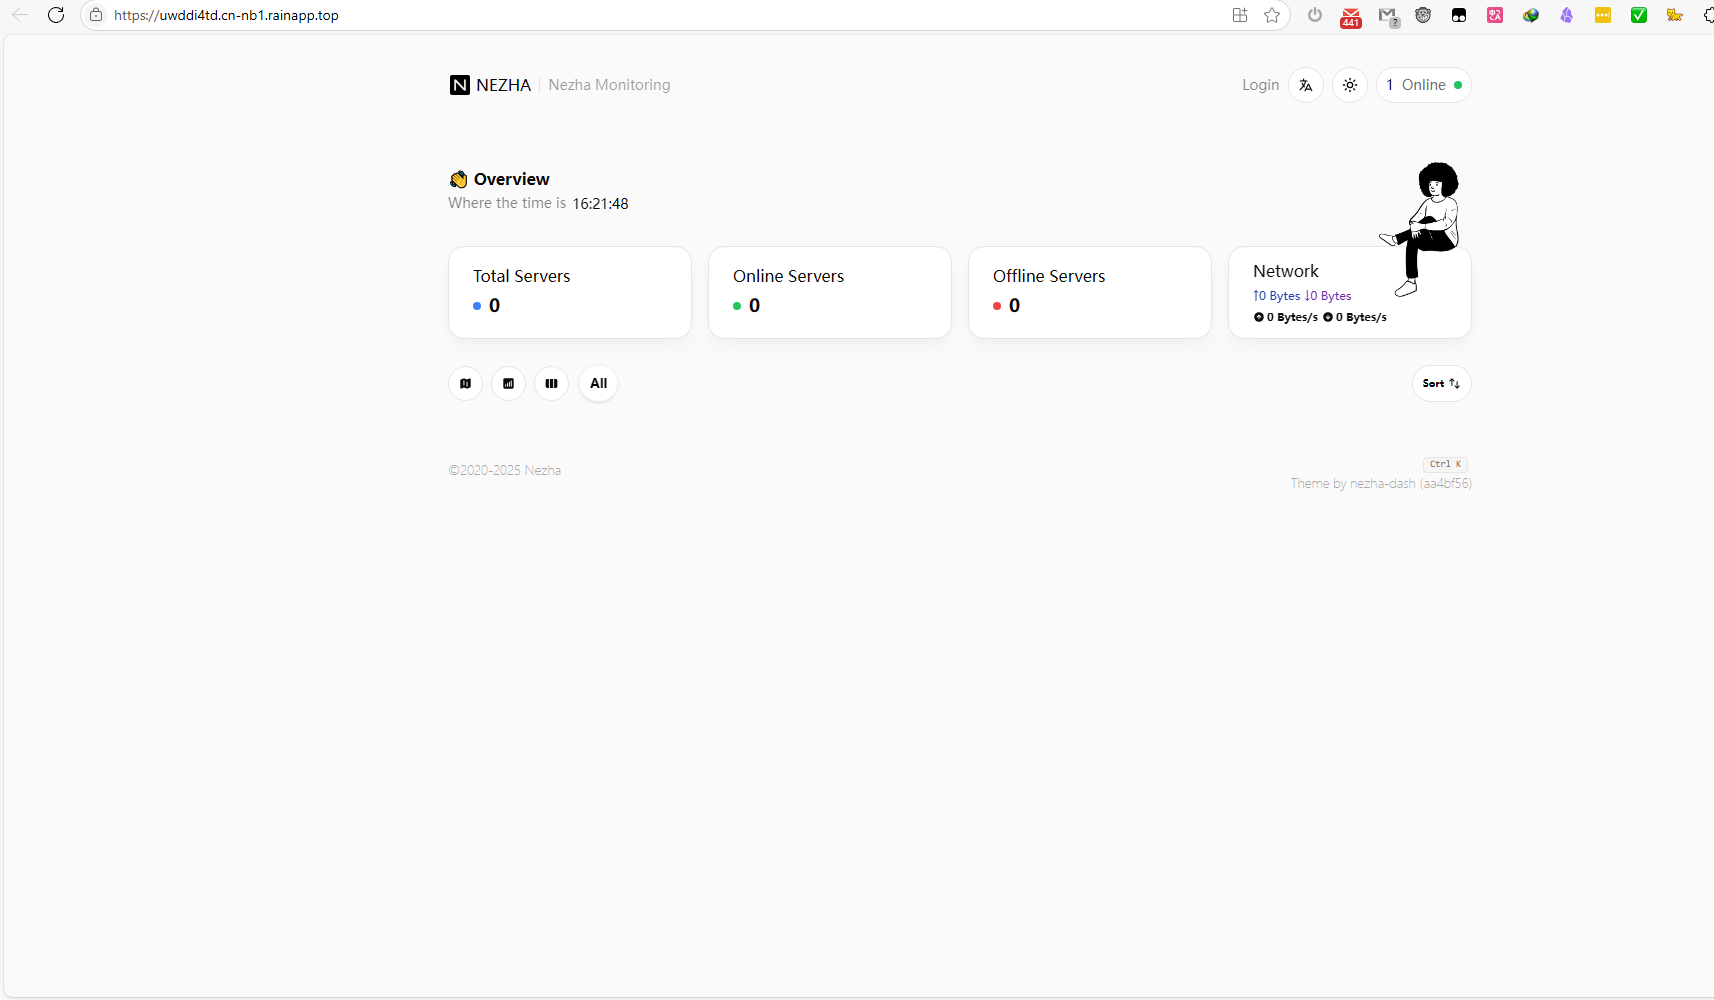 https://uwddi4td.cn-nb1.rainapp.top
441
?
N NEZHA Nezha Monitoring
Login
1 Online
👋 Overview
Where the time is 16:21:48
Total Servers
0
Online Servers
0
Offline Servers
0
Network
↑0 Bytes ↓0 Bytes
0 Bytes/s 0 Bytes/s
All
Sort
©2020-2025 Nezha
Ctrl K
Theme by nezha-dash (aa4bf56)